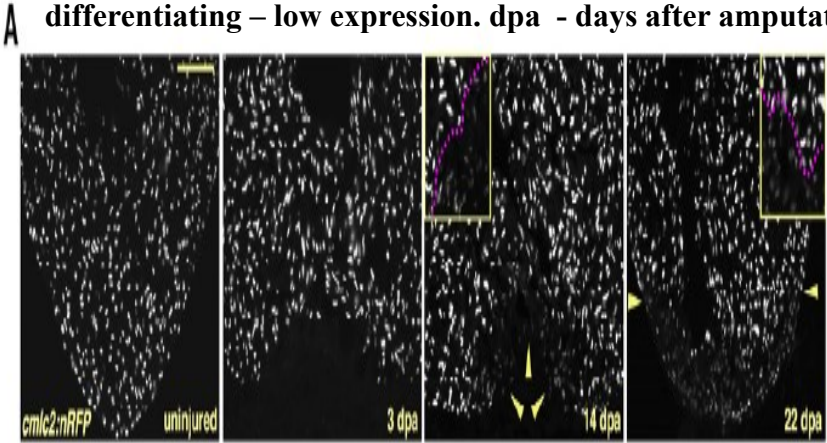 differentiating – low expression. dpa - days after amputat
A
cmlc2:nRFP
uninjured
3 dpa
14 dpa
22 dpa